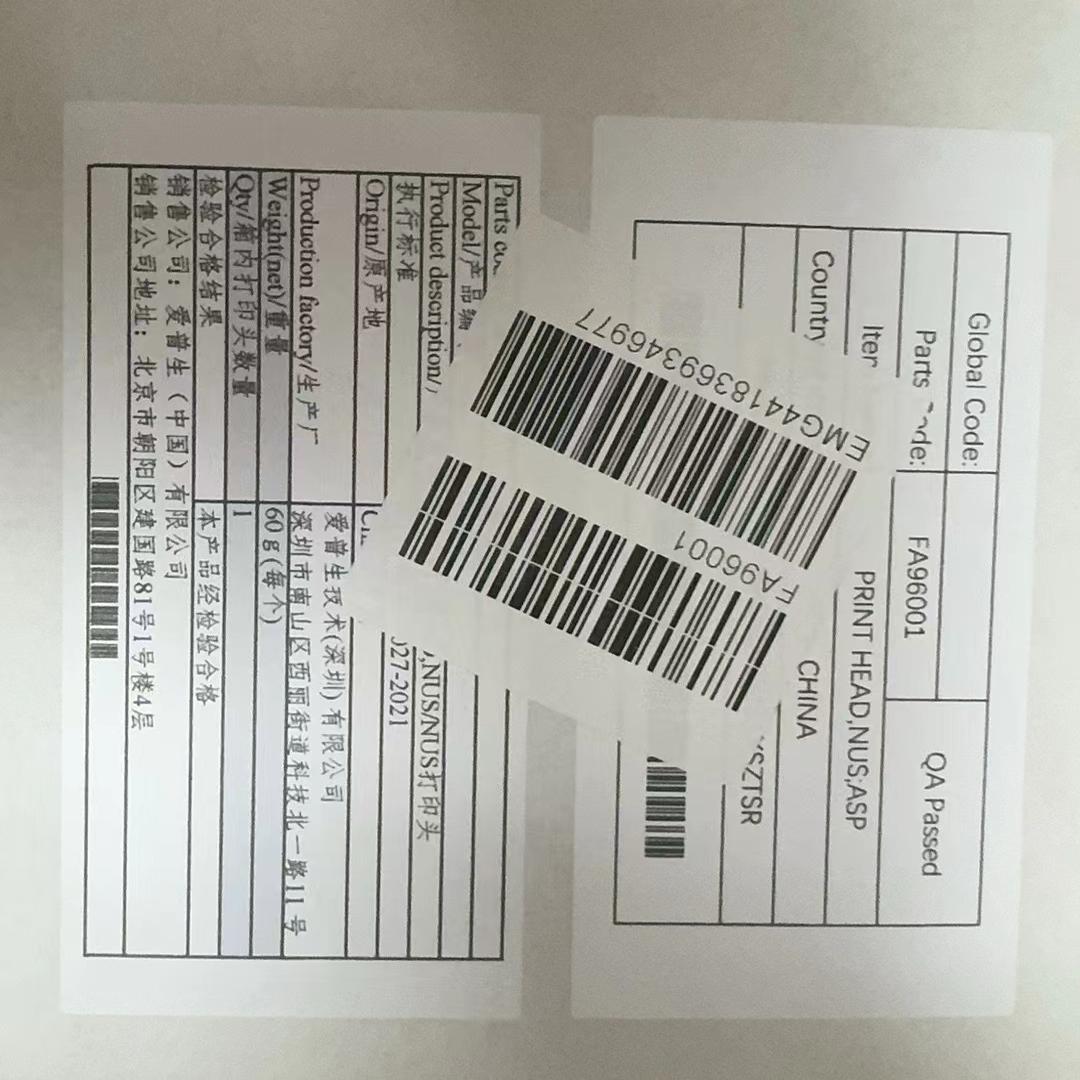 Global Code:
QA Passed
Parts
de:
FA96001
PRINT HEAD,NUS;ASP
Country
CHINA
EMG4418369346977
FA96001
Parts
Model/产品编
Product description/
,NUS/NUS打印头
执行标准
027-2021
Origin/原产地
Production factory/生产厂
爱普生技术(深圳)有限公司
深圳市南山区西丽街道科技北一路11号
Weight(net)/重量
60g(每个)
Qty/箱内打印头数量
1
检验合格结果
本产品经检验合格
销售公司：爱普生（中国）有限公司
销售公司地址：北京市朝阳区建国路81号1号楼4层